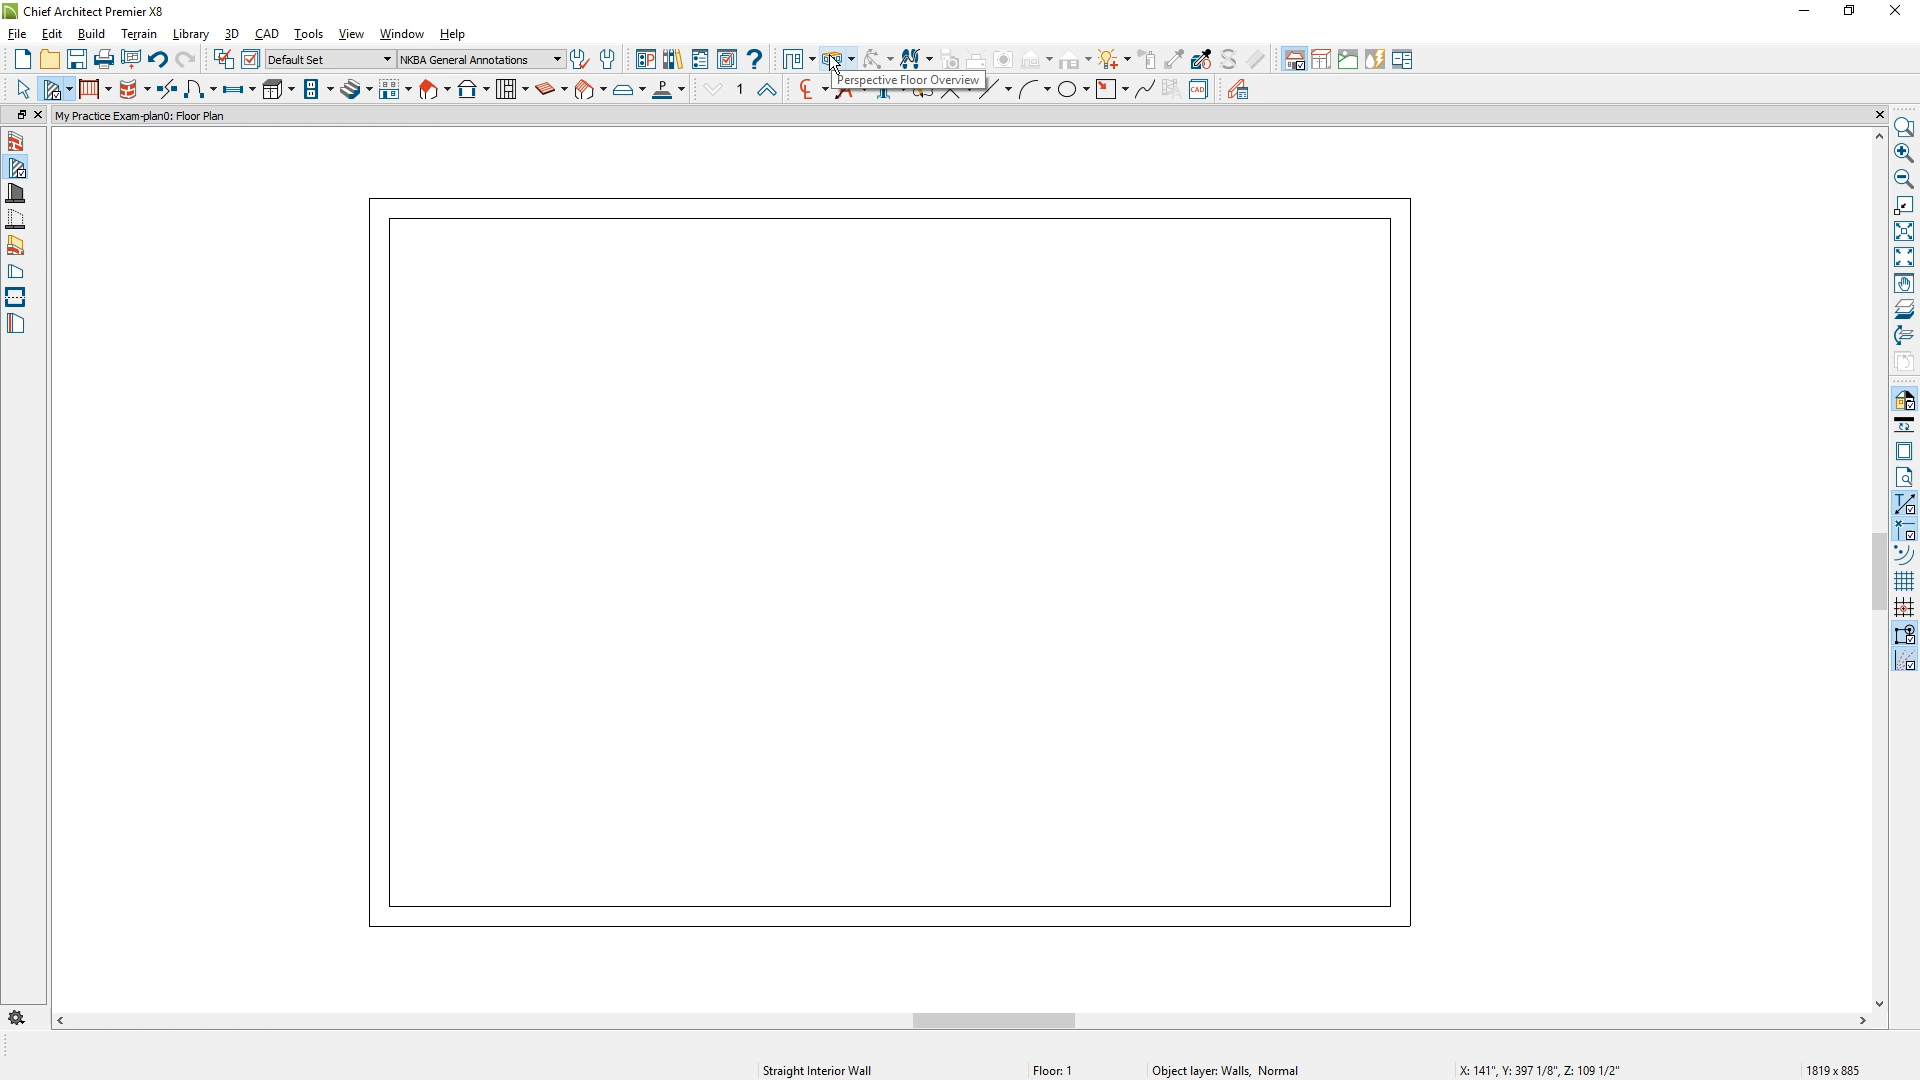 Chief Architect Premier X8
File Edit Build Terrain Library 3D CAD Tools View Window Help
Default Set NKBA General Annotations
1
Perspective Floor Overview
CAD
My Practice Exam-plan0: Floor Plan
Straight Interior Wall Floor: 1 Object layer: Walls, Normal X: 141", Y: 397 1/8", Z: 109 1/2" 1819 x 885